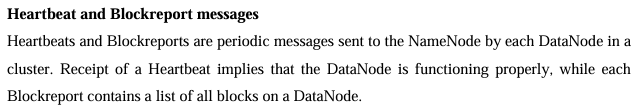 Heartbeat and Blockreport messages
Heartbeats and Blockreports are periodic messages sent to the NameNode by each DataNode in a
cluster. Receipt of a Heartbeat implies that the DataNode is functioning properly, while each
Blockreport contains a list of all blocks on a DataNode.